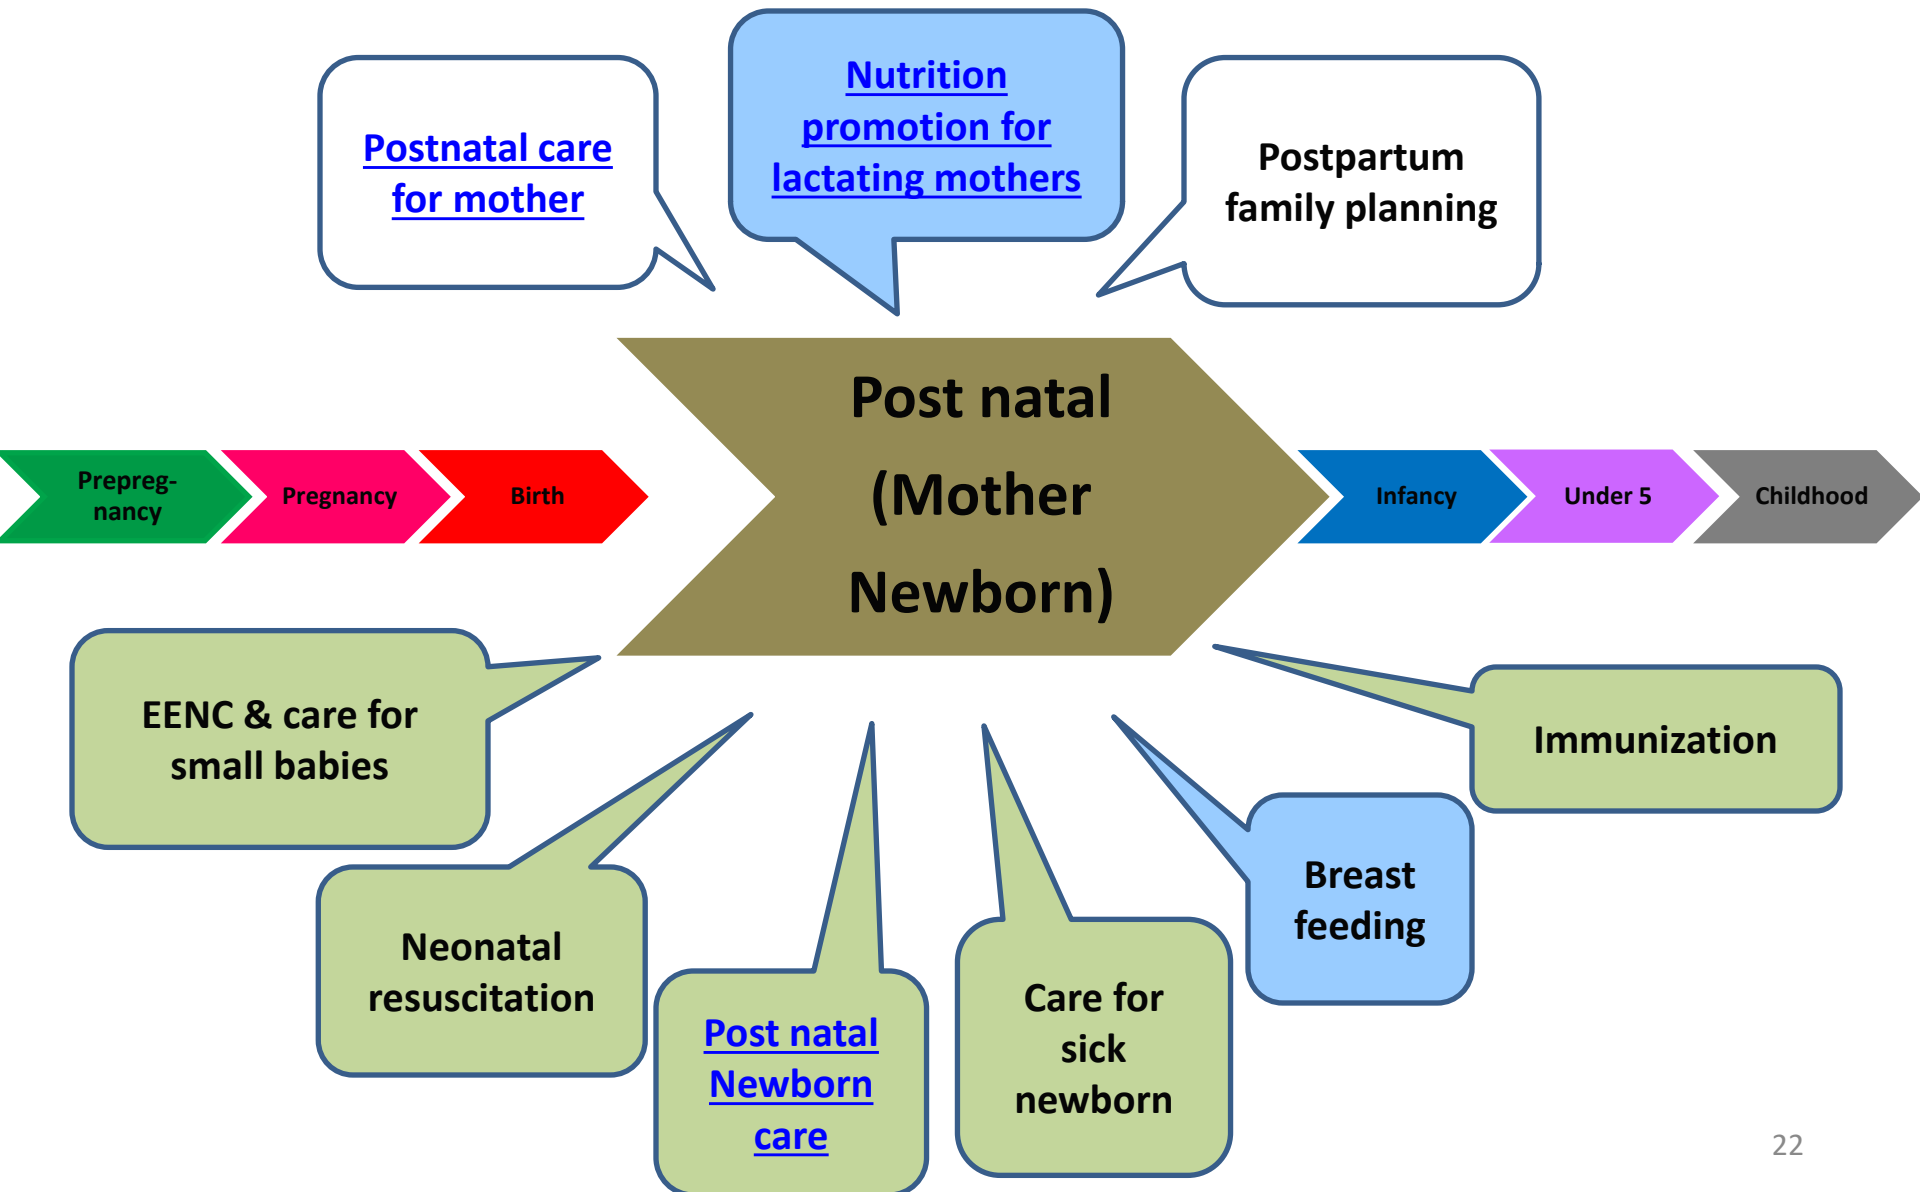 Postnatal care
for mother
Nutrition
promotion for
lactating mothers
Postpartum
family planning
Prepreg-
nancy
Pregnancy
Birth
Post natal
(Mother
Newborn)
Infancy
Under 5
Childhood
EENC & care for
small babies
Neonatal
resuscitation
Post natal
Newborn
care
Care for
sick
newborn
Breast
feeding
Immunization
22